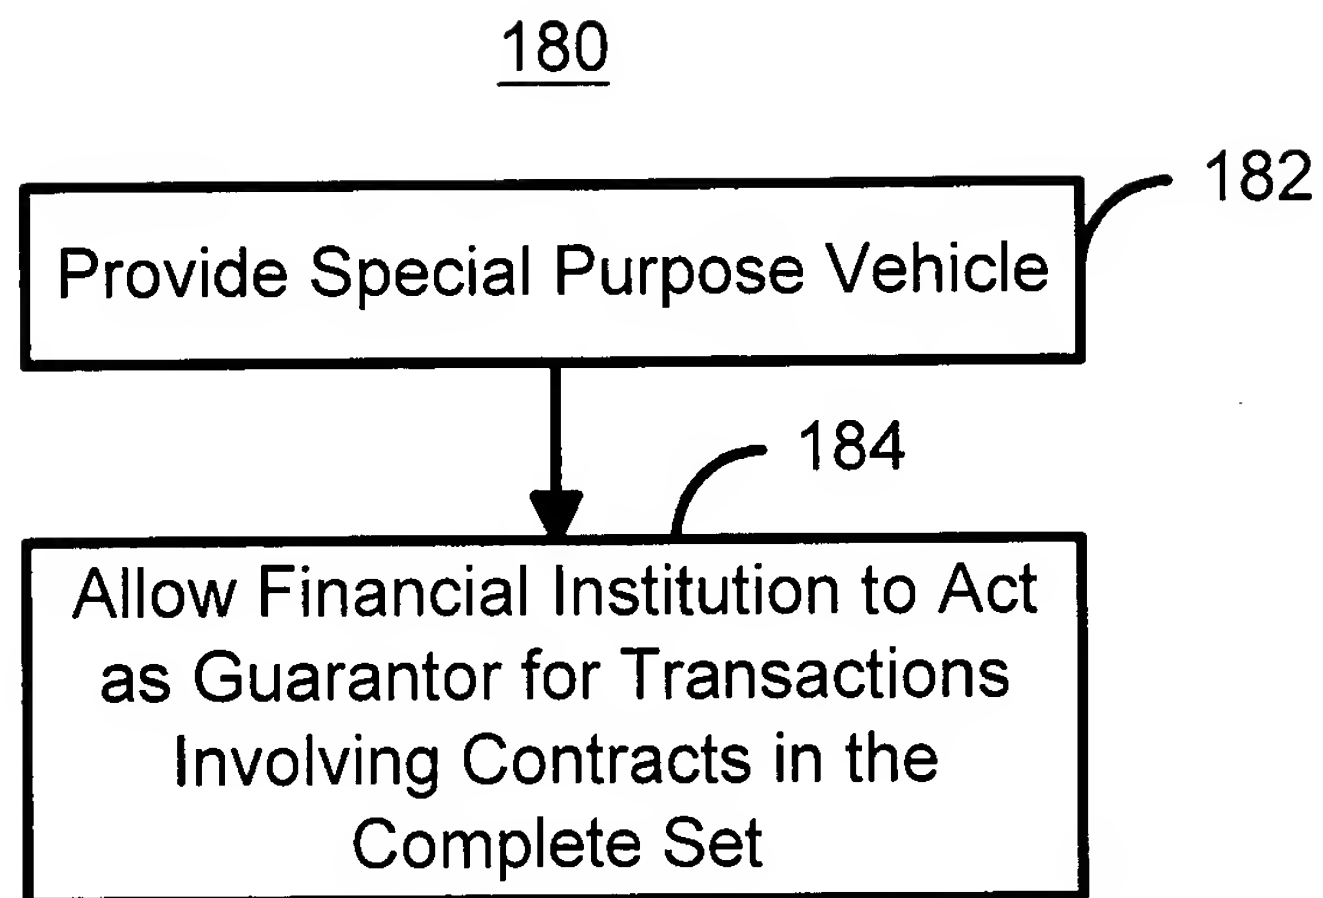 180
182
Provide Special Purpose Vehicle
184
Allow Financial Institution to Act
as Guarantor for Transactions
Involving Contracts in the
Complete Set